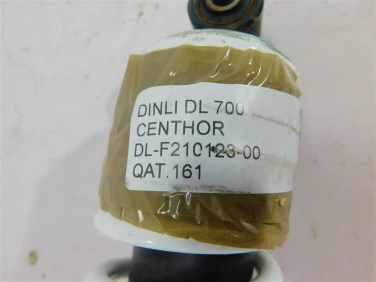 DINLI DL 700
CENTHOR
DL-F210123-00
QAT.161